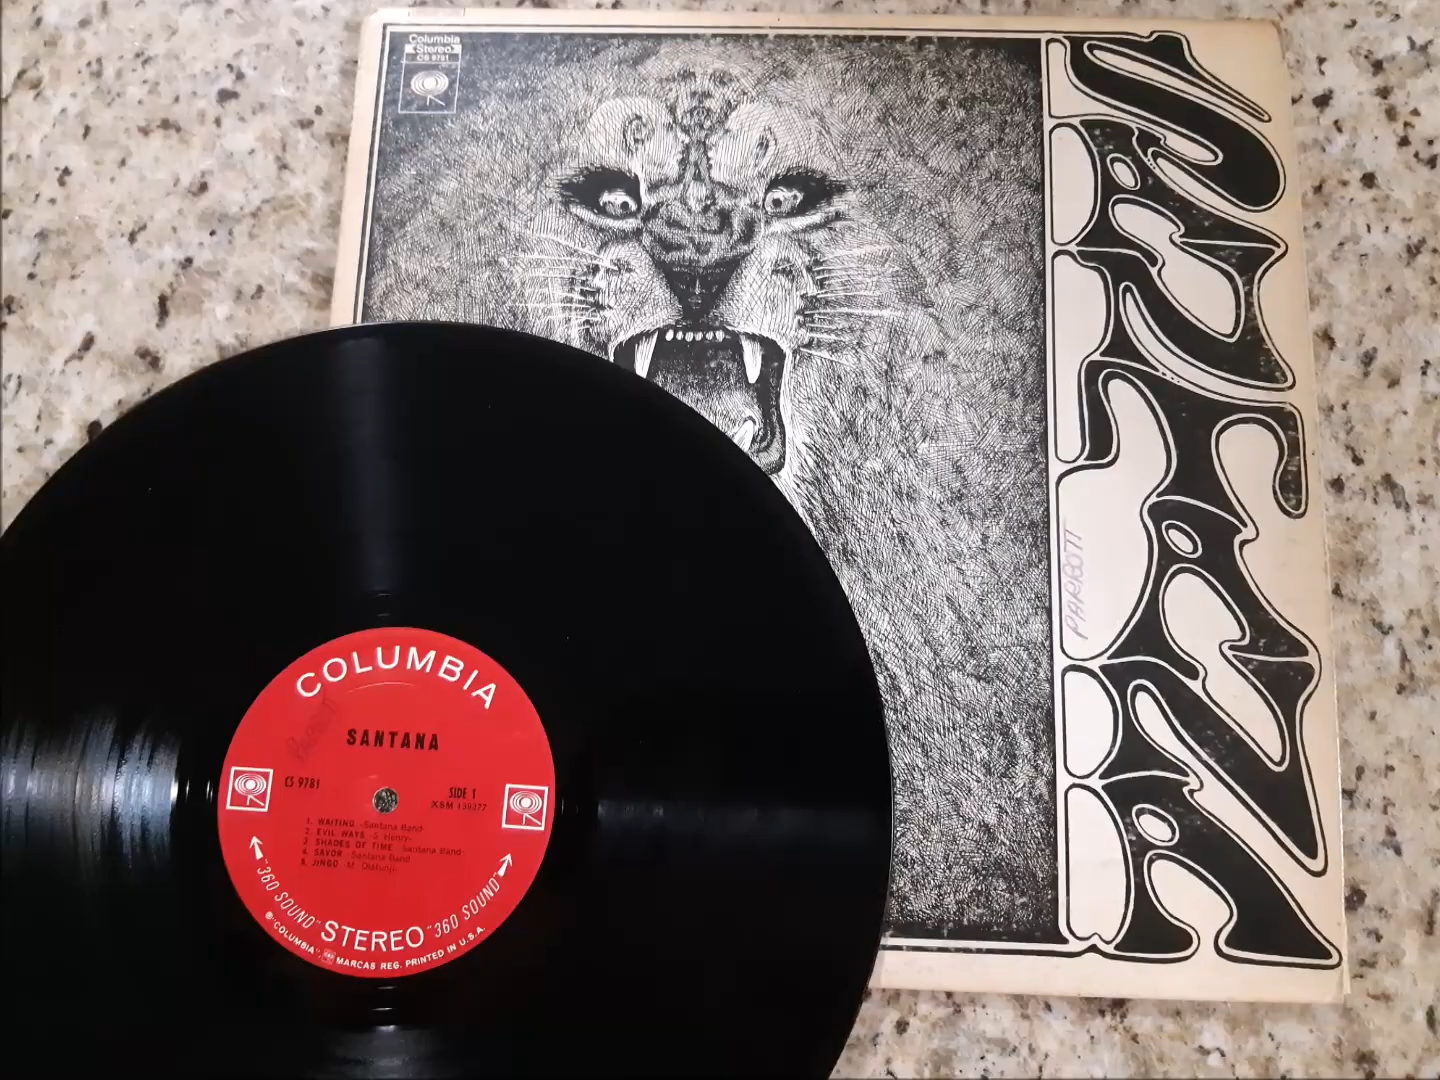 Columbia
Stereo
CS 9781
SANTANA
PARROTT
COLUMBIA
SANTANA
CS 9781
SIDE 1
XSM 139377
1. WAITING -Santana Band-
2. EVIL WAYS -S. Henry-
3. SHADES OF TIME -Santana Band-
4. SAVOR -Santana Band-
5. JINGO -M. Olatunji-
"360 SOUND" STEREO "360 SOUND"
® "COLUMBIA", MARCAS REG. PRINTED IN U.S.A.